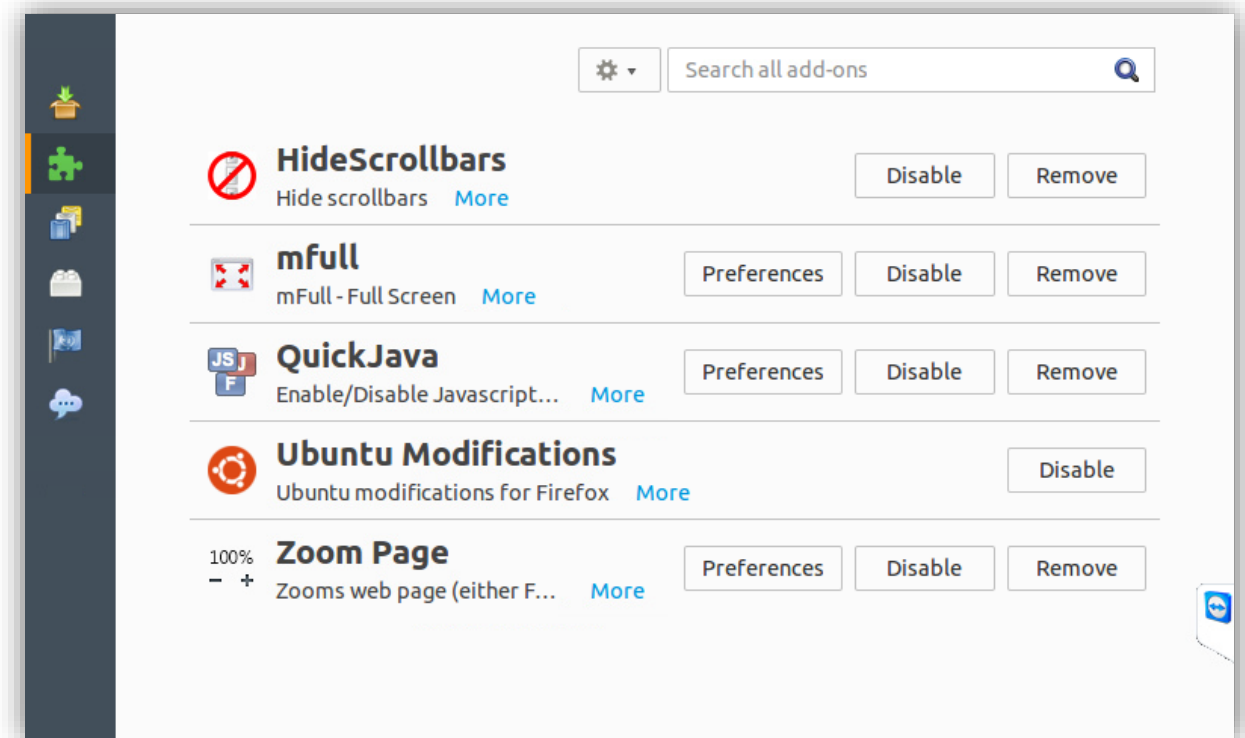 Search all add-ons
HideScrollbars
Hide scrollbars More
Disable Remove
mfull
mFull - Full Screen More
Preferences Disable Remove
JS J
F
QuickJava
Enable/Disable Javascript... More
Preferences Disable Remove
Ubuntu Modifications
Ubuntu modifications for Firefox More
Disable
100%
Zoom Page
Zooms web page (either F... More
Preferences Disable Remove